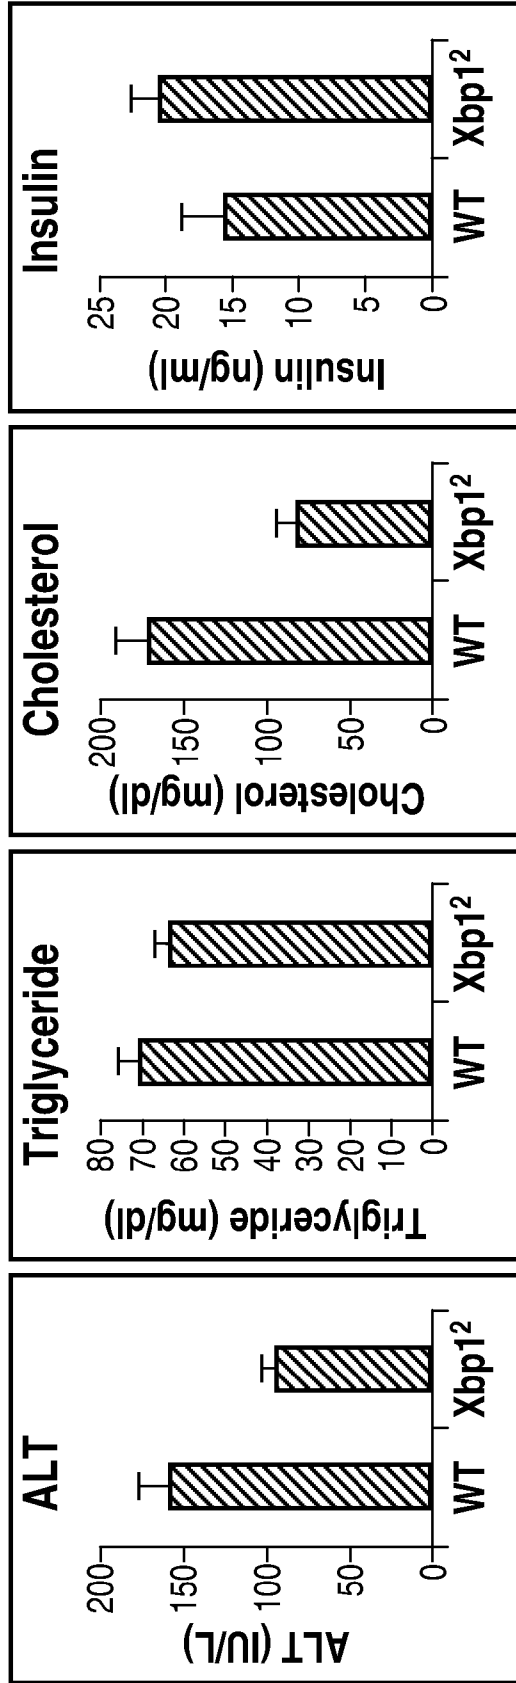 ALT
ALT (IU/L)
200
150
100
50
0
WT
Xbp1²
Triglyceride
Triglyceride (mg/dl)
80
70
60
50
40
30
20
10
0
WT
Xbp1²
Cholesterol
Cholesterol (mg/dl)
200
150
100
50
0
WT
Xbp1²
Insulin
Insulin (ng/ml)
25
20
15
10
5
0
WT
Xbp1²